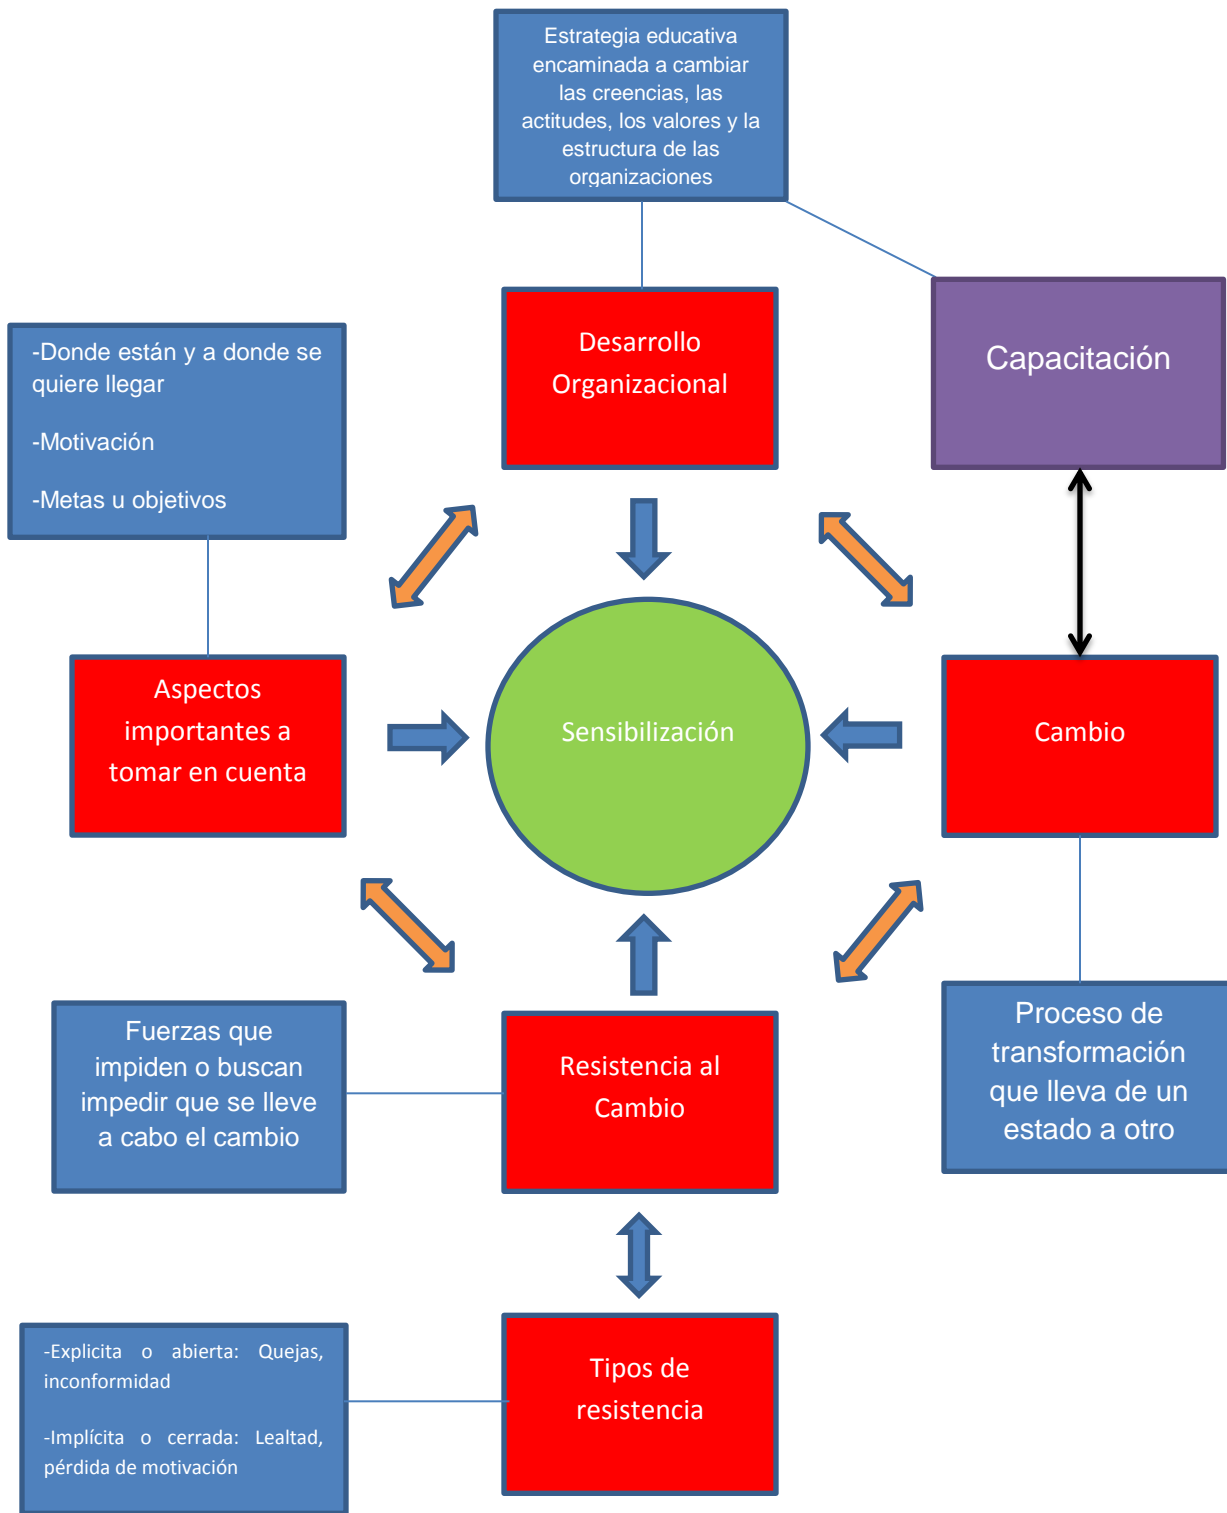 Estrategia educativa
encaminada a cambiar
las creencias, las
actitudes, los valores y la
estructura de las
organizaciones
Desarrollo
Organizacional
Capacitación
-Donde están y a donde se
quiere llegar
-Motivación
-Metas u objetivos
Aspectos
importantes a
tomar en cuenta
Sensibilización
Cambio
Fuerzas que
impiden o buscan
impedir que se lleve
a cabo el cambio
Resistencia al
Cambio
Proceso de
transformación
que lleva de un
estado a otro
-Explicita o abierta: Quejas,
inconformidad
-Implícita o cerrada: Lealtad,
pérdida de motivación
Tipos de
resistencia